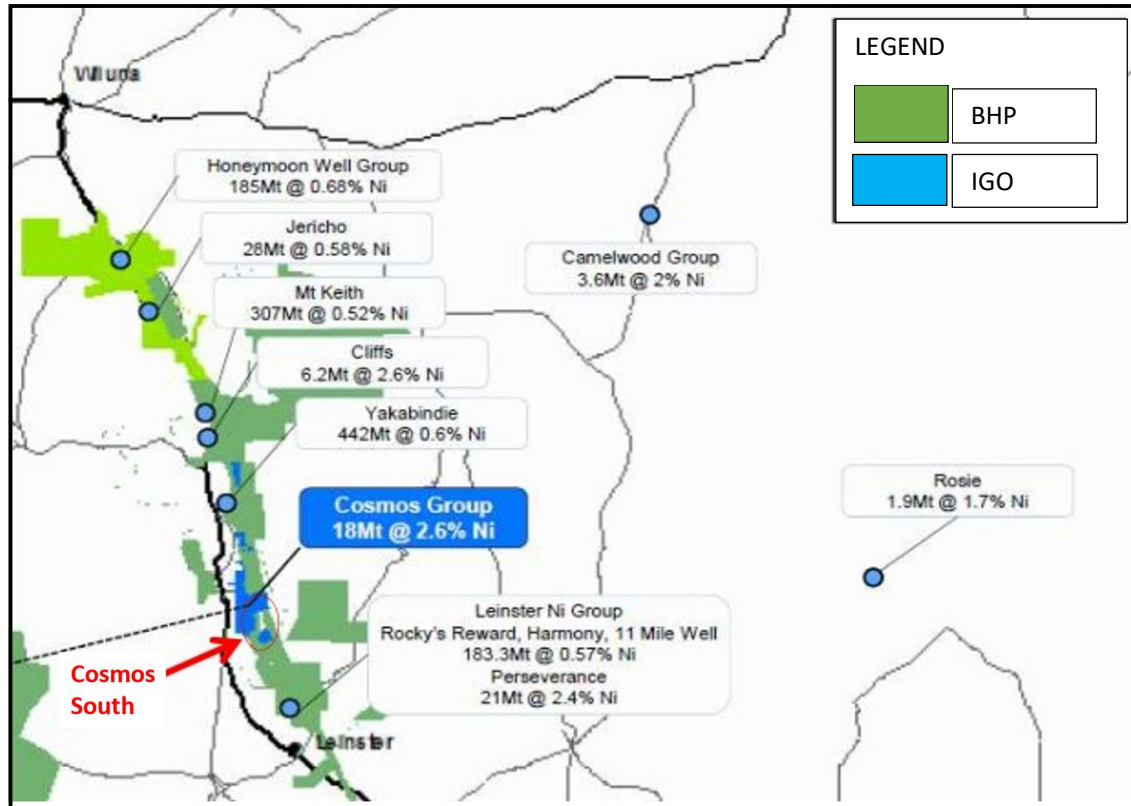 LEGEND
BHP
IGO
Wiluna
Honeymoon Well Group
185Mt @ 0.68% Ni
Jericho
28Mt @ 0.58% Ni
Mt Keith
307Mt @ 0.52% Ni
Cliffs
6.2Mt @ 2.6% Ni
Yakabindie
442Mt @ 0.6% Ni
Cosmos Group
18Mt @ 2.6% Ni
Camelwood Group
3.6Mt @ 2% Ni
Rosie
1.9Mt @ 1.7% Ni
Leinster Ni Group
Rocky's Reward, Harmony, 11 Mile Well
183.3Mt @ 0.57% Ni
Perseverance
21Mt @ 2.4% Ni
Cosmos
South
Leinster